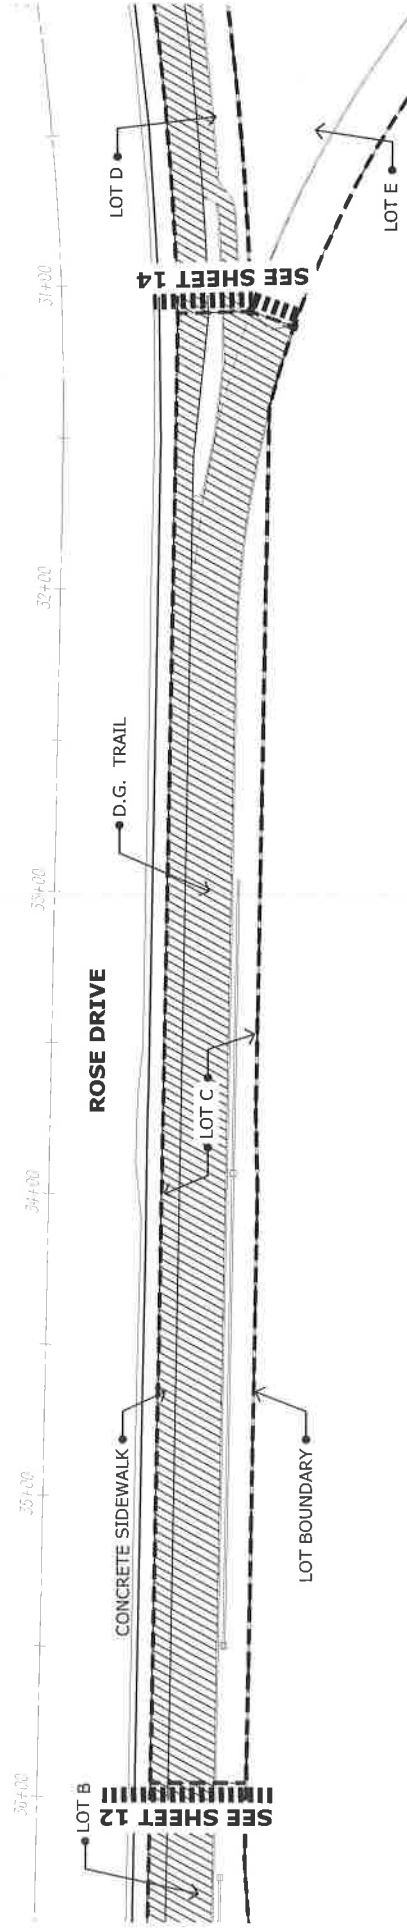 31+00
32+00
33+00
34+00
35+00
36+00
LOT D
LOT E
SEE SHEET 14
D.G. TRAIL
ROSE DRIVE
LOT C
CONCRETE SIDEWALK
LOT BOUNDARY
LOT B
SEE SHEET 12